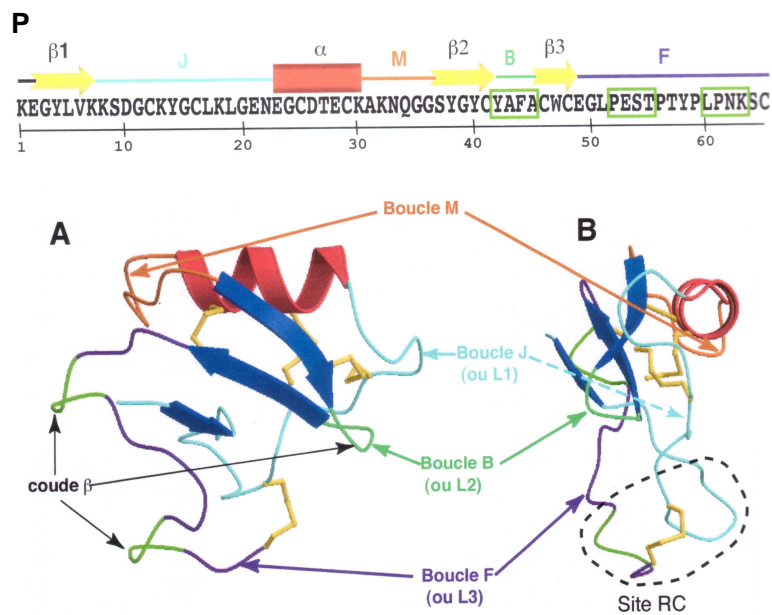 P
β1 J α M β2 B β3 F
KEGYLVKKSDGCKYGCLKLGENEGCDTECKAKNQGGSYGYCYAFACWCEGLPESTPTYPLPNKSC
1 10 20 30 40 50 60
Boucle M
A
B
Boucle J
(ou L1)
coude β
Boucle B
(ou L2)
Boucle F
(ou L3)
Site RC